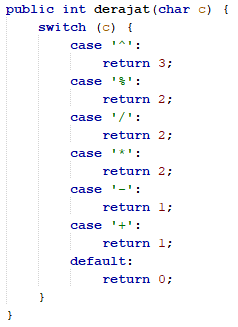 public int derajat(char c) {
    switch (c) {
        case '^':
            return 3;
        case '%':
            return 2;
        case '/':
            return 2;
        case '*':
            return 2;
        case '-':
            return 1;
        case '+':
            return 1;
        default:
            return 0;
    }
}